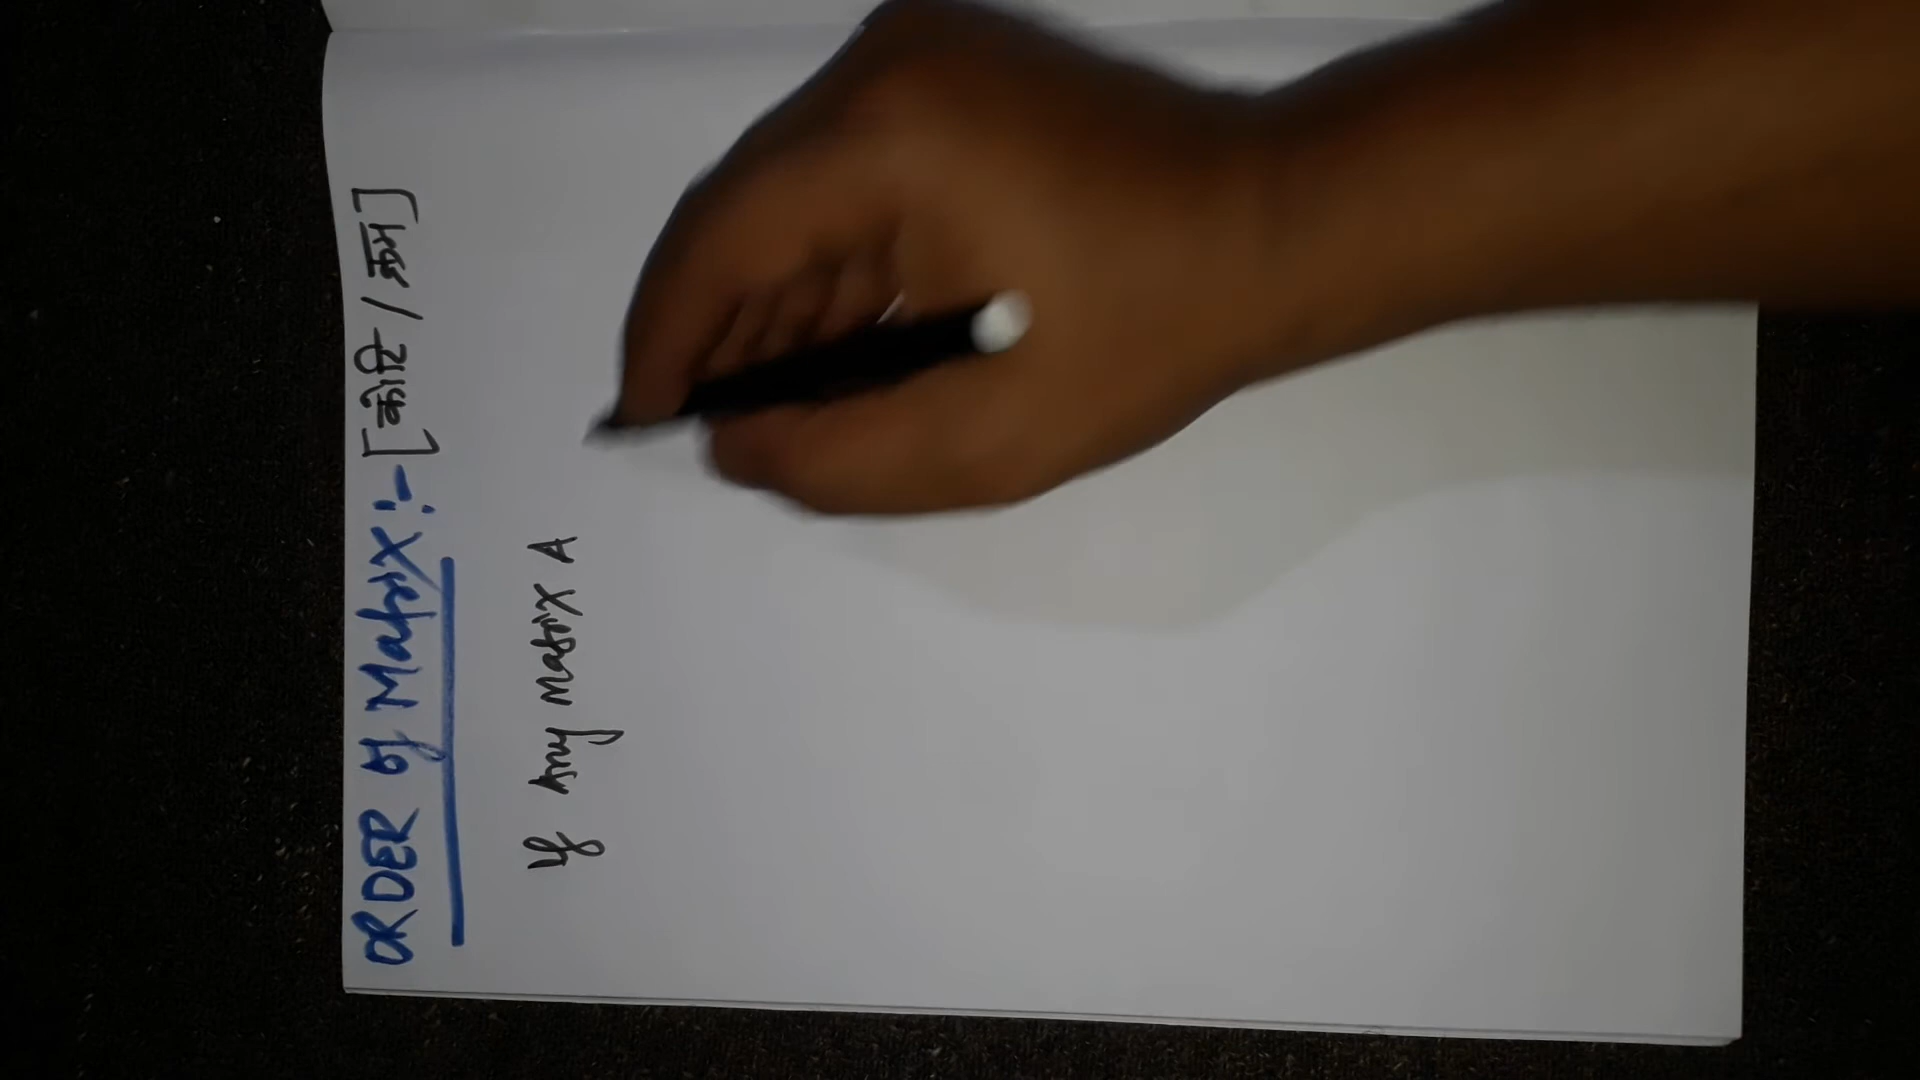 ORDER of Matrix :- [कोटि / क्रम]
If Any Matrix A